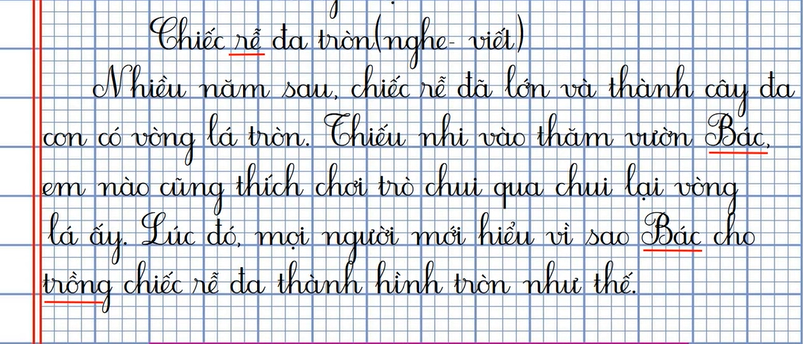 Chiếc rễ đa tròn(nghe- viết)
Nhiều năm sau, chiếc rễ đã lớn và thành cây đa
con có vòng lá tròn. Thiếu nhi vào thăm vườn Bác,
em nào cũng thích chơi trò chui qua chui lại vòng
lá ấy. Lúc đó, mọi người mới hiểu vì sao Bác cho
trồng chiếc rễ đa thành hình tròn như thế.